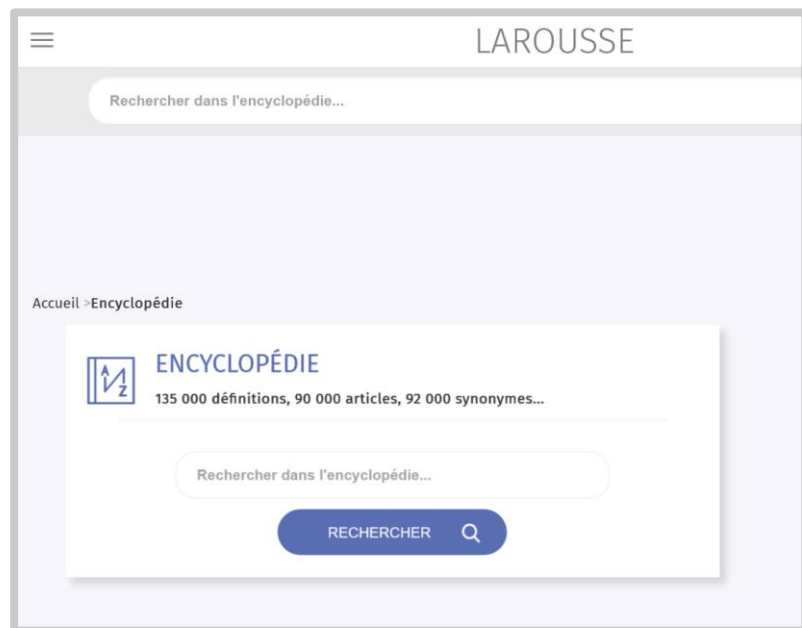 LAROUSSE
Rechercher dans l'encyclopédie...
Accueil >Encyclopédie
A Z
ENCYCLOPÉDIE
135 000 définitions, 90 000 articles, 92 000 synonymes...
Rechercher dans l'encyclopédie...
RECHERCHER